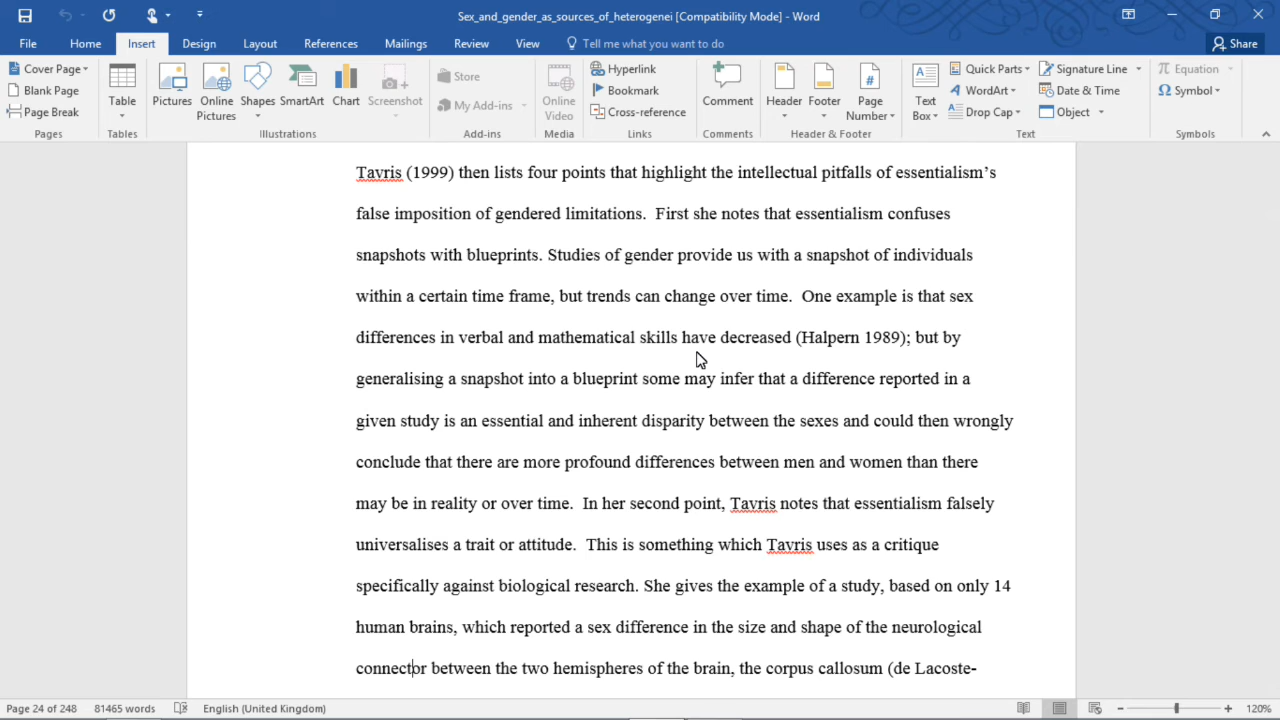 Sex_and_gender_as_sources_of_heterogenei [Compatibility Mode] - Word
File Home Insert Design Layout References Mailings Review View Tell me what you want to do Share
Cover Page
Blank Page
Page Break
Pages
Table
Tables
Pictures
Online Pictures
Shapes
SmartArt
Chart
Screenshot
Illustrations
Store
My Add-ins
Add-ins
Online Video
Media
Hyperlink
Bookmark
Cross-reference
Links
Comment
Comments
Header
Footer
Page Number
Header & Footer
Text Box
Quick Parts
WordArt
Drop Cap
Signature Line
Date & Time
Object
Text
Equation
Symbol
Symbols
Tavris (1999) then lists four points that highlight the intellectual pitfalls of essentialism’s
false imposition of gendered limitations.  First she notes that essentialism confuses
snapshots with blueprints. Studies of gender provide us with a snapshot of individuals
within a certain time frame, but trends can change over time.  One example is that sex
differences in verbal and mathematical skills have decreased (Halpern 1989); but by
generalising a snapshot into a blueprint some may infer that a difference reported in a
given study is an essential and inherent disparity between the sexes and could then wrongly
conclude that there are more profound differences between men and women than there
may be in reality or over time.  In her second point, Tavris notes that essentialism falsely
universalises a trait or attitude.  This is something which Tavris uses as a critique
specifically against biological research. She gives the example of a study, based on only 14
human brains, which reported a sex difference in the size and shape of the neurological
connector between the two hemispheres of the brain, the corpus callosum (de Lacoste-
Page 24 of 248 81465 words English (United Kingdom) 120%